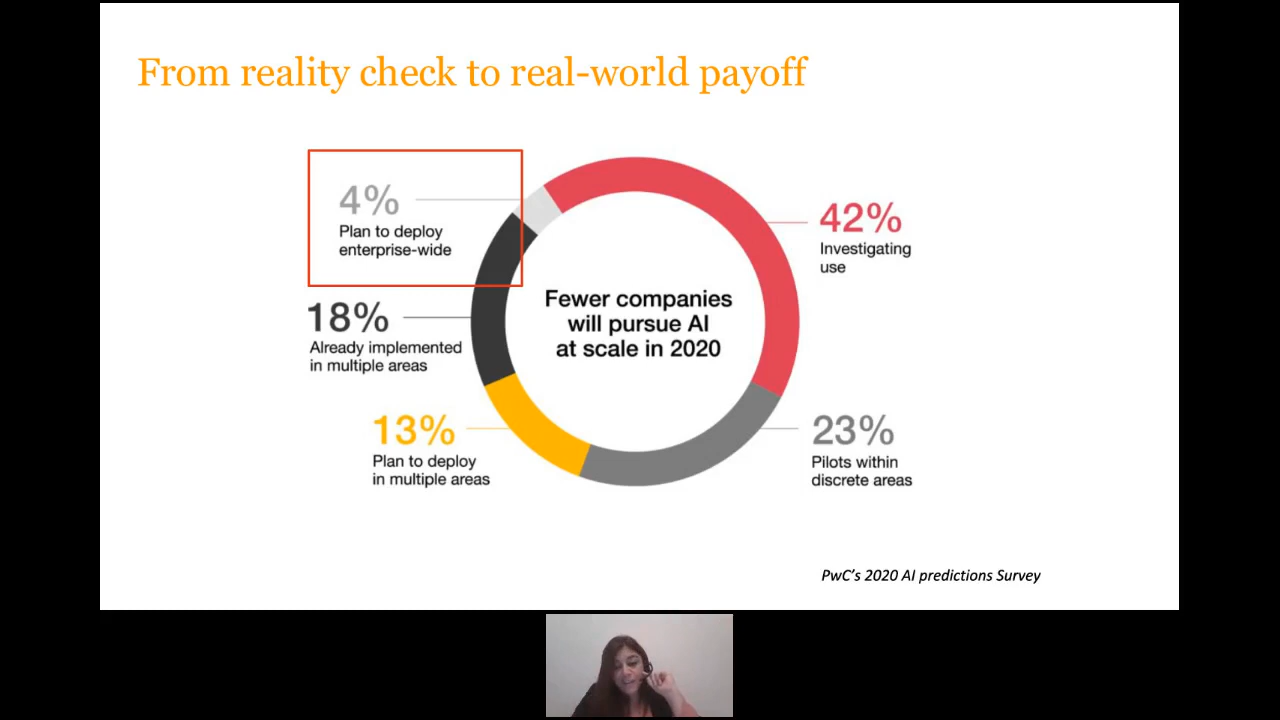 From reality check to real-world payoff
4%
Plan to deploy
enterprise-wide
18%
Already implemented
in multiple areas
13%
Plan to deploy
in multiple areas
Fewer companies
will pursue AI
at scale in 2020
42%
Investigating
use
23%
Pilots within
discrete areas
PwC's 2020 AI predictions Survey